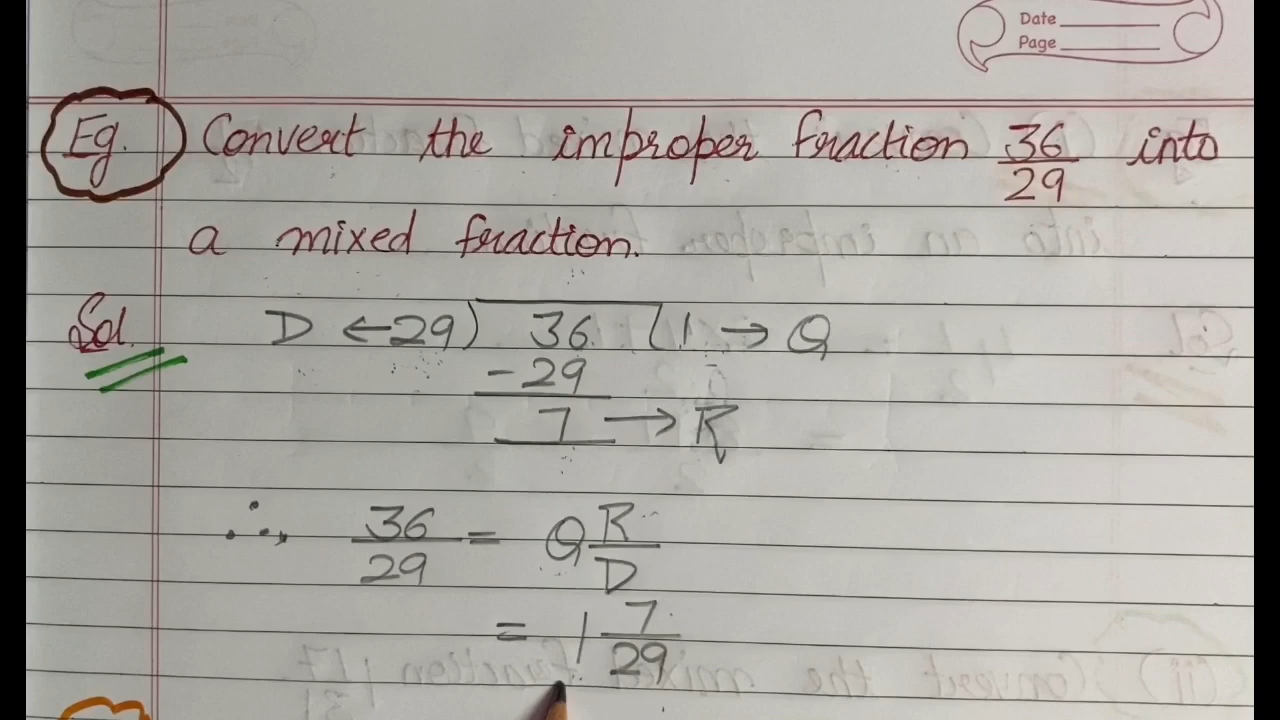 Date
Page
Eg. Convert the improper fraction 36/29 into
a mixed fraction.
Sol. D ← 29) 36 (1 → Q
- 29
7 → R
∴, 36/29 = Q R/D
= 1 7/29